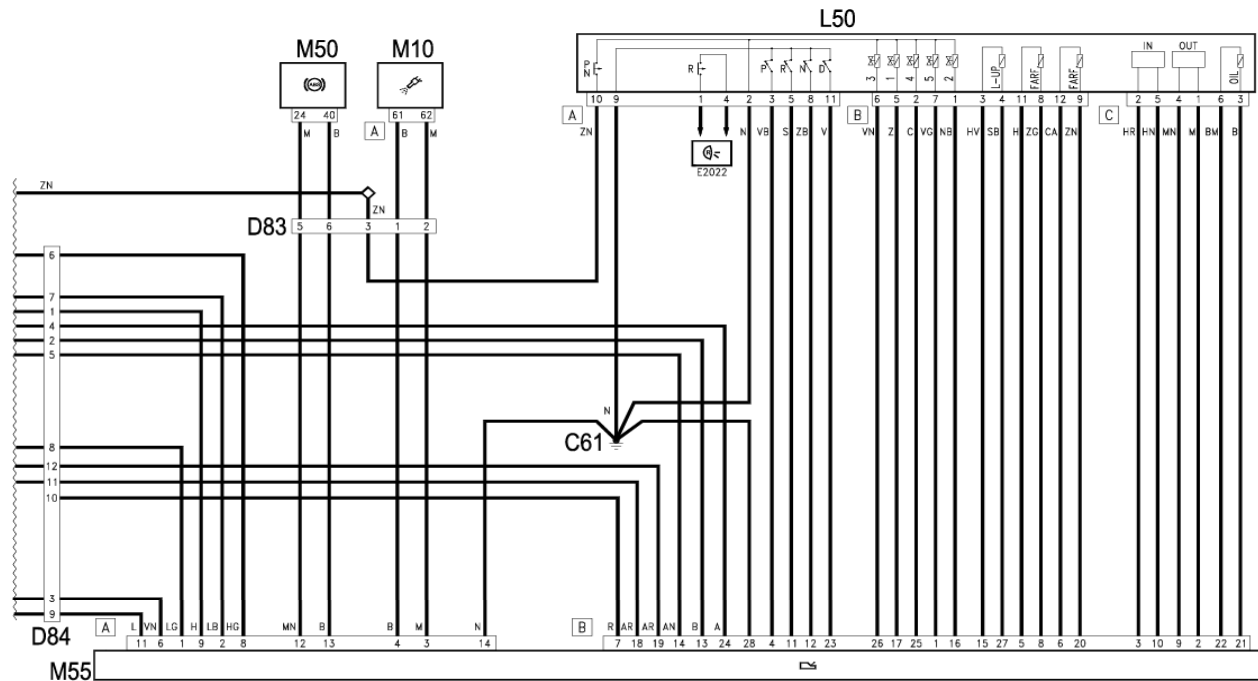 L50
M50 M10
ABS
P
N
R P R N D
3 1 4 5 2
L-UP FARF FARF
IN OUT
OIL
24 40 A 61 62
M B B M
A 10 9 1 4 2 3 5 8 11
B 6 5 2 7 1 3 4 11 8 12 9
C 2 5 4 1 6 3
ZN N VB S ZB V VN Z C VG NB HV SB H ZG CA ZN HR HN MN M BM B
R
E2022
ZN
ZN
D83 5 6 3 1 2
6
7
1
4
2
5
N
C61
8
12
11
10
3
9
D84
A L VN LG H LB HG MN B B M N
B R AR AR AN B A
11 6 1 9 2 8 12 13 4 3 14
7 18 19 14 13 24 28 4 11 12 23 26 17 25 1 16 15 27 5 8 6 20 3 10 9 2 22 21
M55